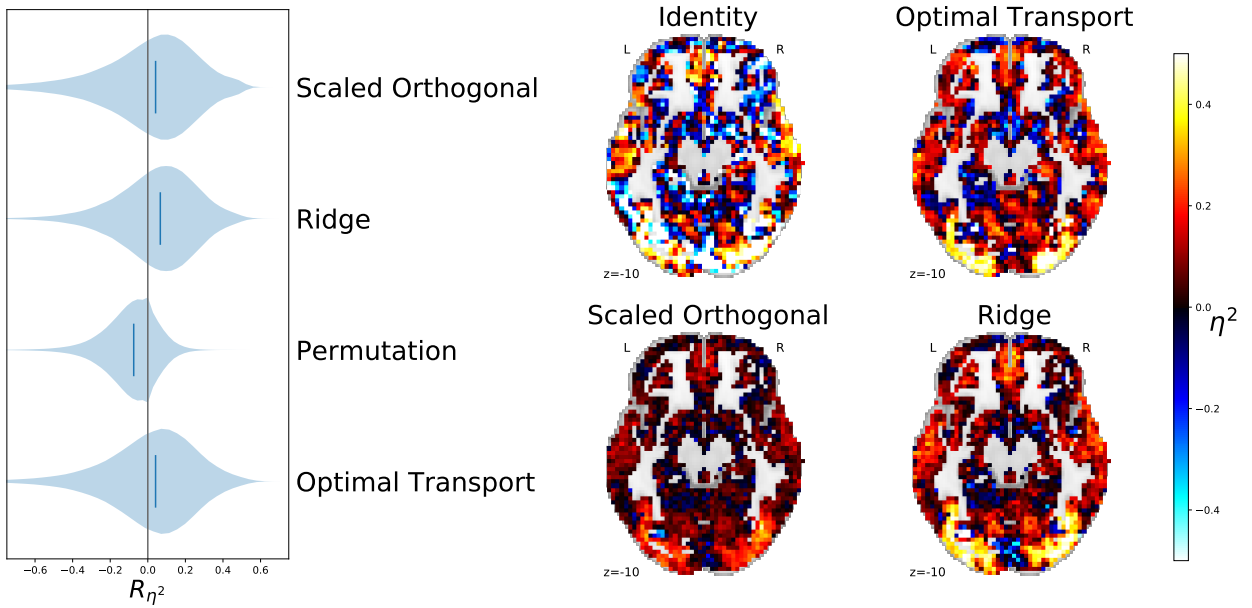 Scaled Orthogonal
Ridge
Permutation
Optimal Transport
−0.6 −0.4 −0.2 0.0 0.2 0.4 0.6
R_{η²}
Identity
L R
z=-10
Optimal Transport
L R
z=-10
Scaled Orthogonal
L R
z=-10
Ridge
L R
z=-10
0.4
0.2
0.0
−0.2
−0.4
η²